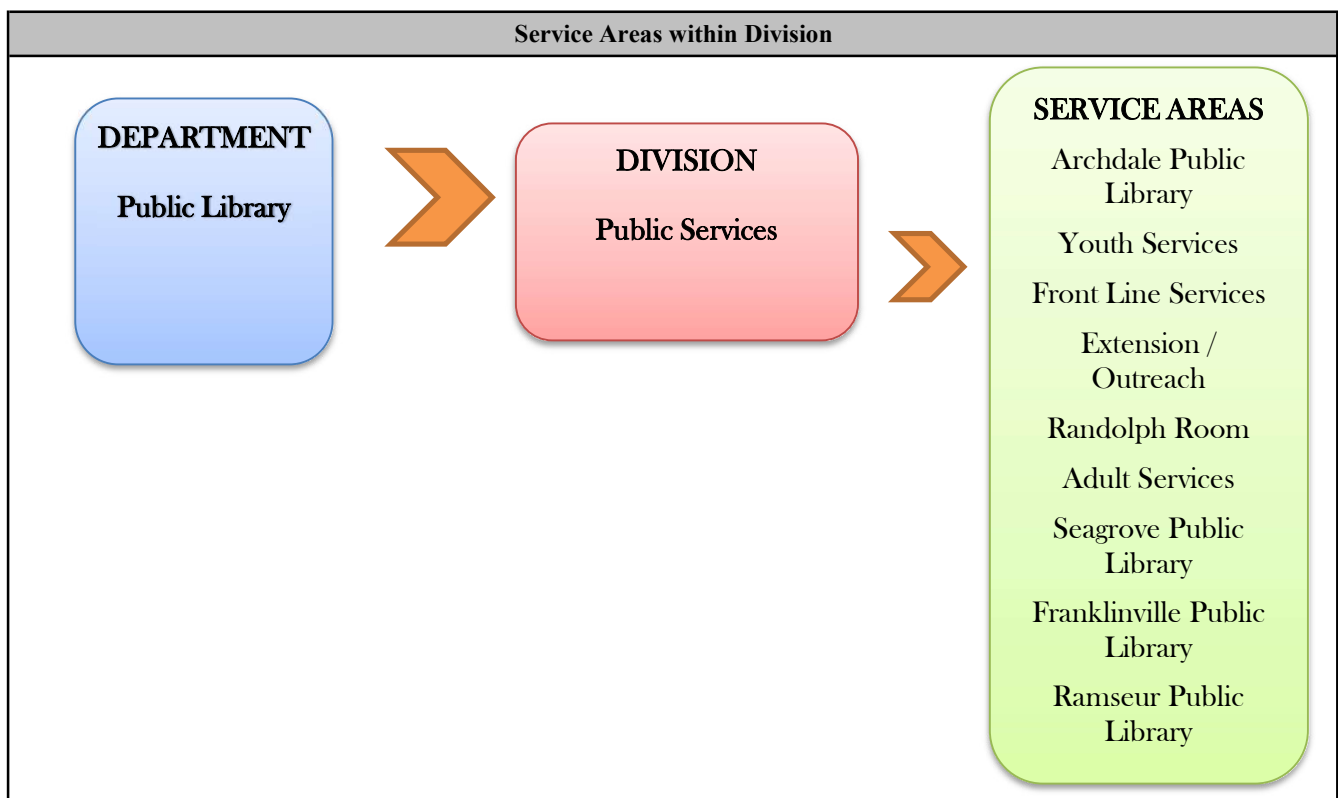 Service Areas within Division
DEPARTMENT
Public Library
DIVISION
Public Services
SERVICE AREAS
Archdale Public
Library
Youth Services
Front Line Services
Extension /
Outreach
Randolph Room
Adult Services
Seagrove Public
Library
Franklinville Public
Library
Ramseur Public
Library